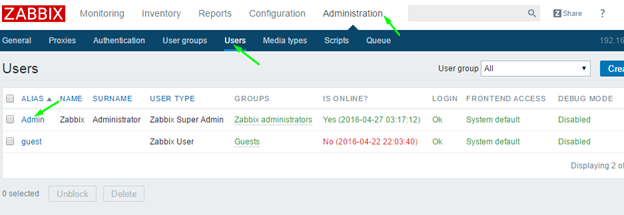 ZABBIX Monitoring Inventory Reports Configuration Administration Z Share ?
General Proxies Authentication User groups Users Media types Scripts Queue 192.16
Users User group All Crea
ALIAS ▲ NAME SURNAME USER TYPE GROUPS IS ONLINE? LOGIN FRONTEND ACCESS DEBUG MODE
Admin Zabbix Administrator Zabbix Super Admin Zabbix administrators Yes (2016-04-27 03:17:12) Ok System default Disabled
guest Zabbix User Guests No (2016-04-22 22:03:40) Ok System default Disabled
Displaying 2 of
0 selected Unblock Delete